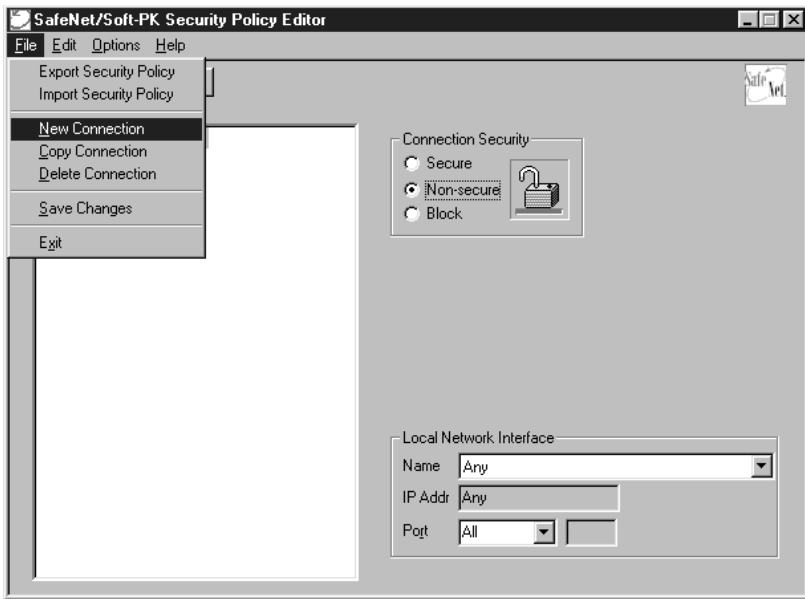 SafeNet/Soft-PK Security Policy Editor
File Edit Options Help
Export Security Policy
Import Security Policy
New Connection
Copy Connection
Delete Connection
Save Changes
Exit
Safe
Net
Connection Security
Secure
Non-secure
Block
Local Network Interface
Name Any
IP Addr Any
Port All